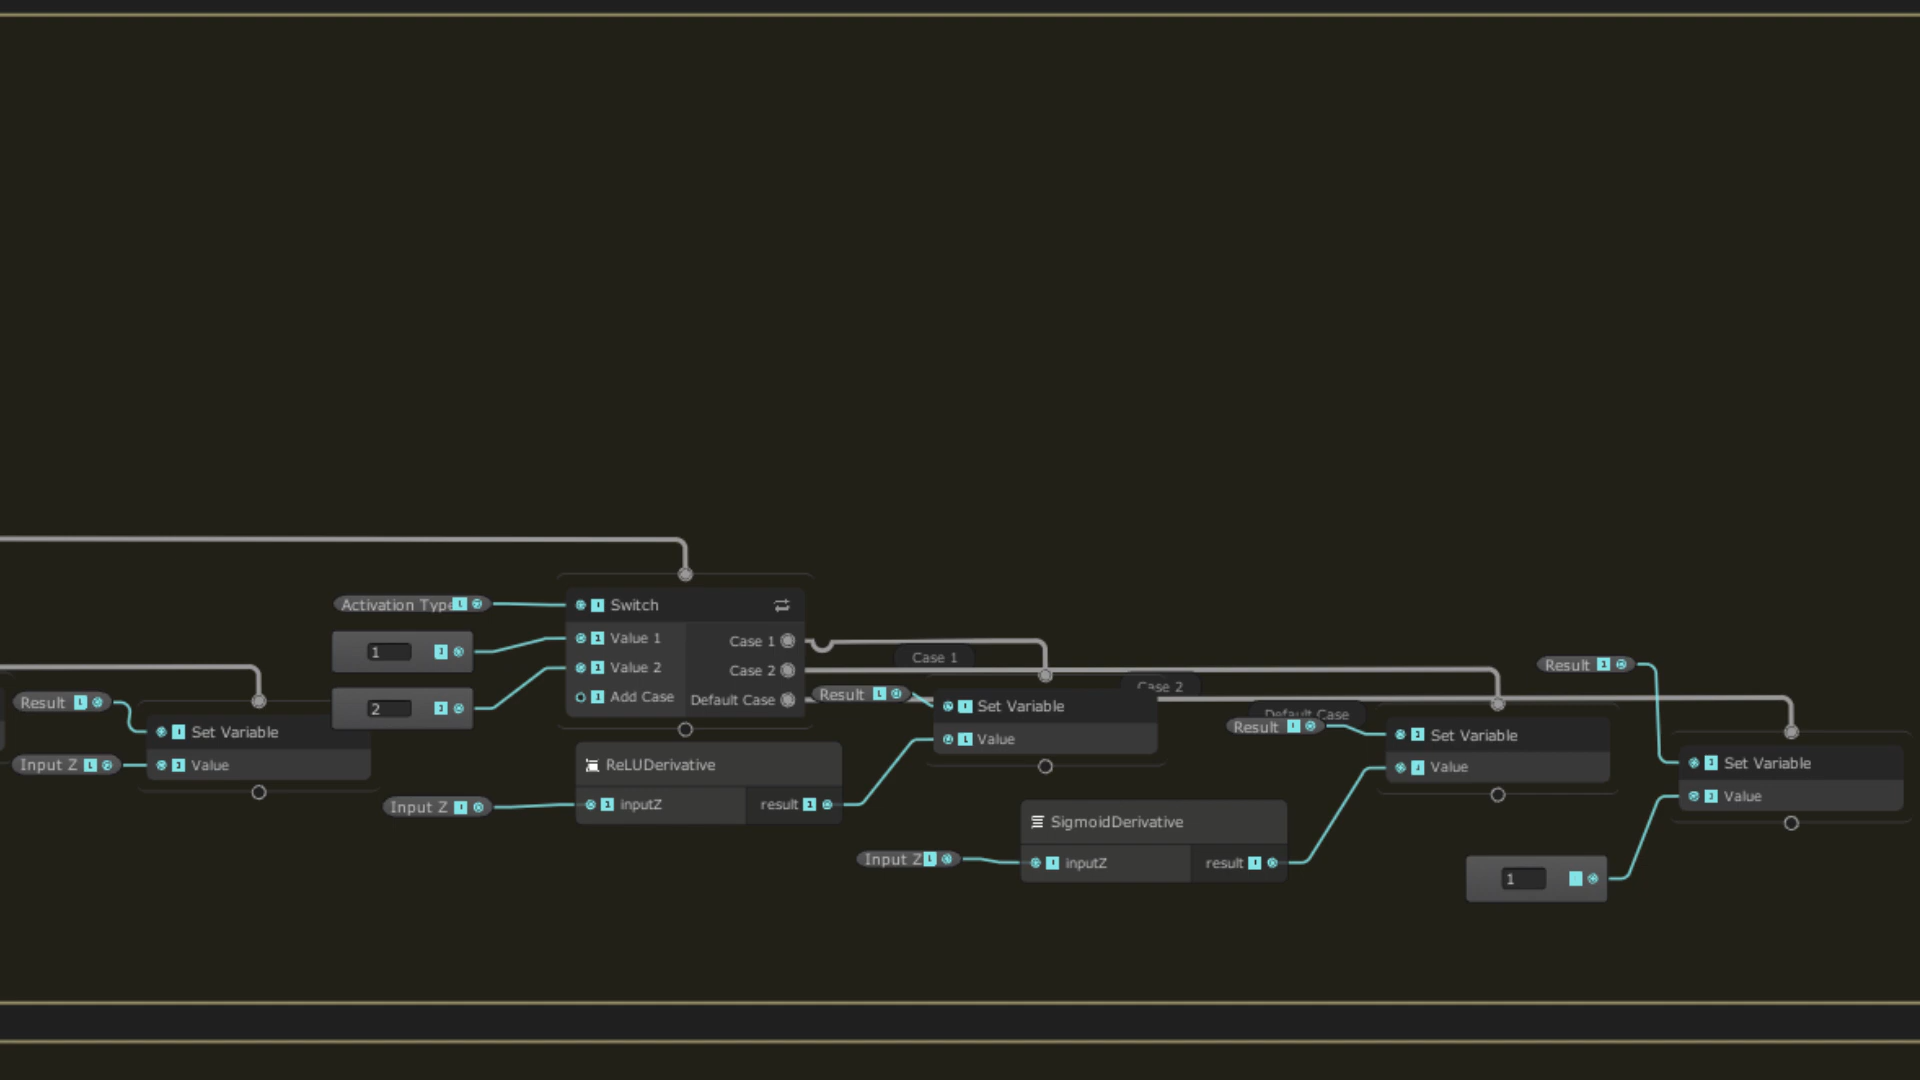 Activation Type
Switch
1
Value 1
Case 1
Case 1
2
Value 2
Case 2
Case 2
Add Case
Default Case
Default Case
Result
Set Variable
Input Z
Value
Input Z
ReLUDerivative
inputZ
result
Result
Set Variable
Value
Input Z
SigmoidDerivative
inputZ
result
Result
Set Variable
Value
Result
Set Variable
Value
1